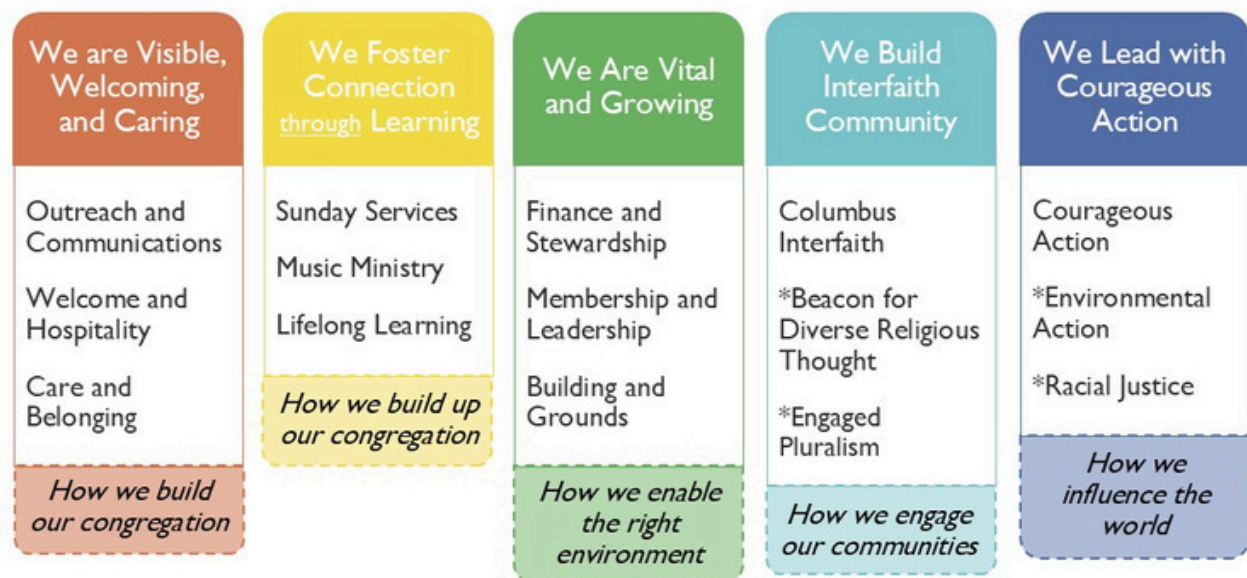 We are Visible,
Welcoming,
and Caring
Outreach and
Communications
Welcome and
Hospitality
Care and
Belonging
How we build
our congregation
We Foster
Connection
through Learning
Sunday Services
Music Ministry
Lifelong Learning
How we build up
our congregation
We Are Vital
and Growing
Finance and
Stewardship
Membership and
Leadership
Building and
Grounds
How we enable
the right
environment
We Build
Interfaith
Community
Columbus
Interfaith
*Beacon for
Diverse Religious
Thought
*Engaged
Pluralism
How we engage
our communities
We Lead with
Courageous
Action
Courageous
Action
*Environmental
Action
*Racial Justice
How we
influence the
world